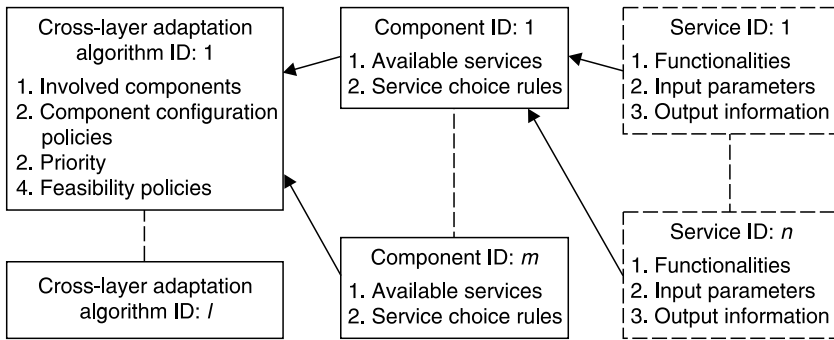 Cross-layer adaptation
algorithm ID: 1
1. Involved components
2. Component configuration
policies
2. Priority
4. Feasibility policies
Component ID: 1
1. Available services
2. Service choice rules
Service ID: 1
1. Functionalities
2. Input parameters
3. Output information
Cross-layer adaptation
algorithm ID: l
Component ID: m
1. Available services
2. Service choice rules
Service ID: n
1. Functionalities
2. Input parameters
3. Output information